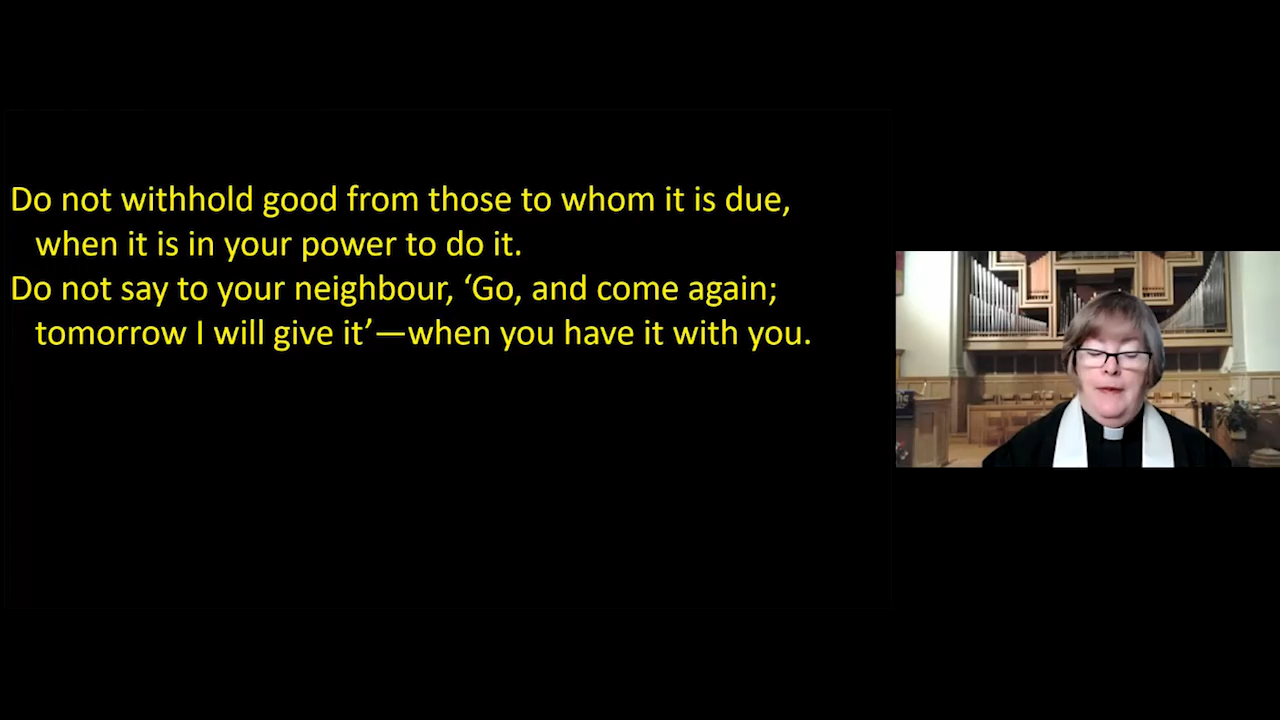 Do not withhold good from those to whom it is due,
when it is in your power to do it.
Do not say to your neighbour, ‘Go, and come again;
tomorrow I will give it’—when you have it with you.